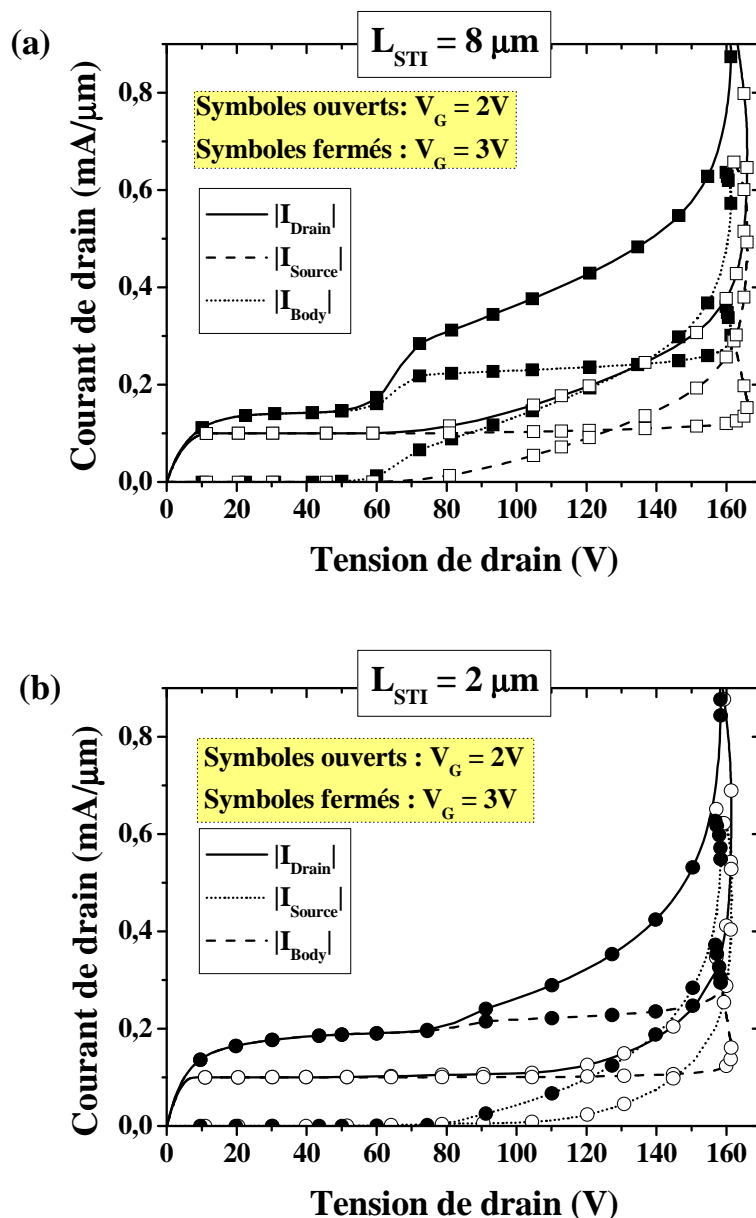 (a)
L_STI = 8 μm
Symboles ouverts: V_G = 2V
Symboles fermés : V_G = 3V
|I_Drain|
|I_Source|
|I_Body|
Courant de drain (mA/μm)
0,8
0,6
0,4
0,2
0,0
0 20 40 60 80 100 120 140 160
Tension de drain (V)
(b)
L_STI = 2 μm
Symboles ouverts : V_G = 2V
Symboles fermés : V_G = 3V
|I_Drain|
|I_Source|
|I_Body|
Courant de drain (mA/μm)
0,8
0,6
0,4
0,2
0,0
0 20 40 60 80 100 120 140 160
Tension de drain (V)